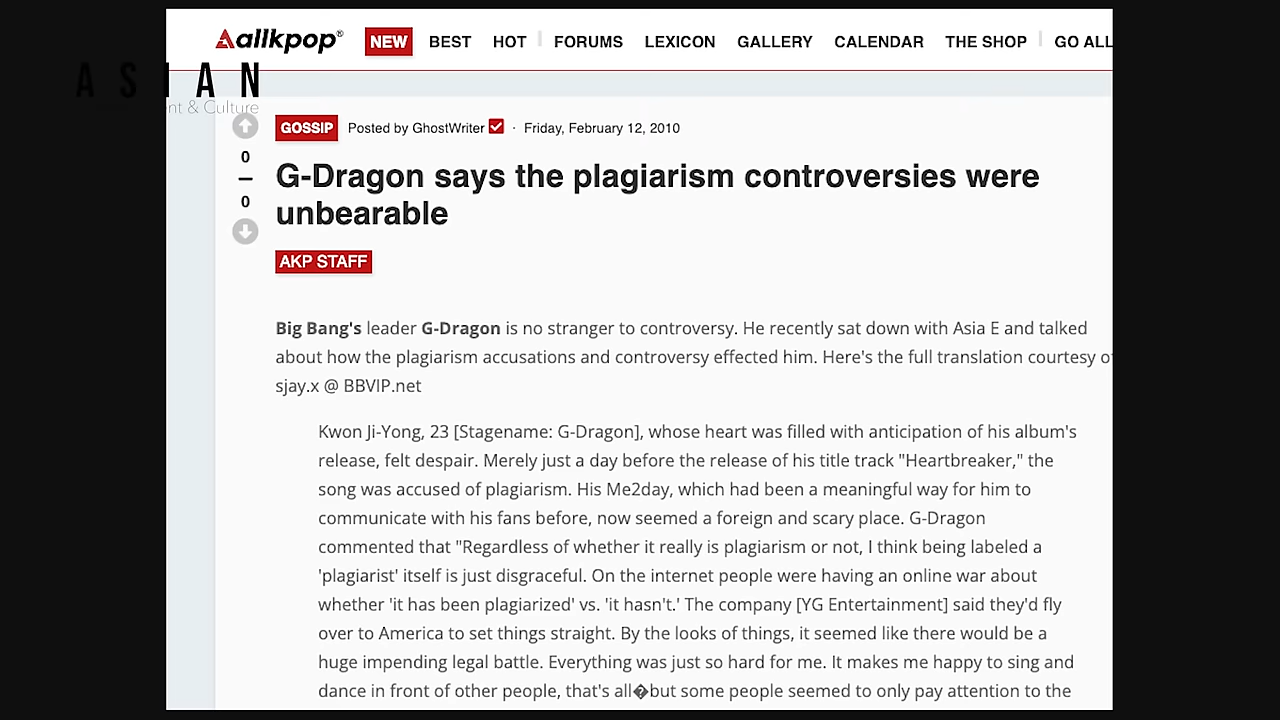 allkpop®
NEW BEST HOT FORUMS LEXICON GALLERY CALENDAR THE SHOP GO ALL
ASIAN
nt & Culture
GOSSIP Posted by GhostWriter · Friday, February 12, 2010
0
0
G-Dragon says the plagiarism controversies were
unbearable
AKP STAFF
Big Bang's leader G-Dragon is no stranger to controversy. He recently sat down with Asia E and talked
about how the plagiarism accusations and controversy effected him. Here's the full translation courtesy of
sjay.x @ BBVIP.net
Kwon Ji-Yong, 23 [Stagename: G-Dragon], whose heart was filled with anticipation of his album's
release, felt despair. Merely just a day before the release of his title track "Heartbreaker," the
song was accused of plagiarism. His Me2day, which had been a meaningful way for him to
communicate with his fans before, now seemed a foreign and scary place. G-Dragon
commented that "Regardless of whether it really is plagiarism or not, I think being labeled a
'plagiarist' itself is just disgraceful. On the internet people were having an online war about
whether 'it has been plagiarized' vs. 'it hasn't.' The company [YG Entertainment] said they'd fly
over to America to set things straight. By the looks of things, it seemed like there would be a
huge impending legal battle. Everything was just so hard for me. It makes me happy to sing and
dance in front of other people, that's all�but some people seemed to only pay attention to the